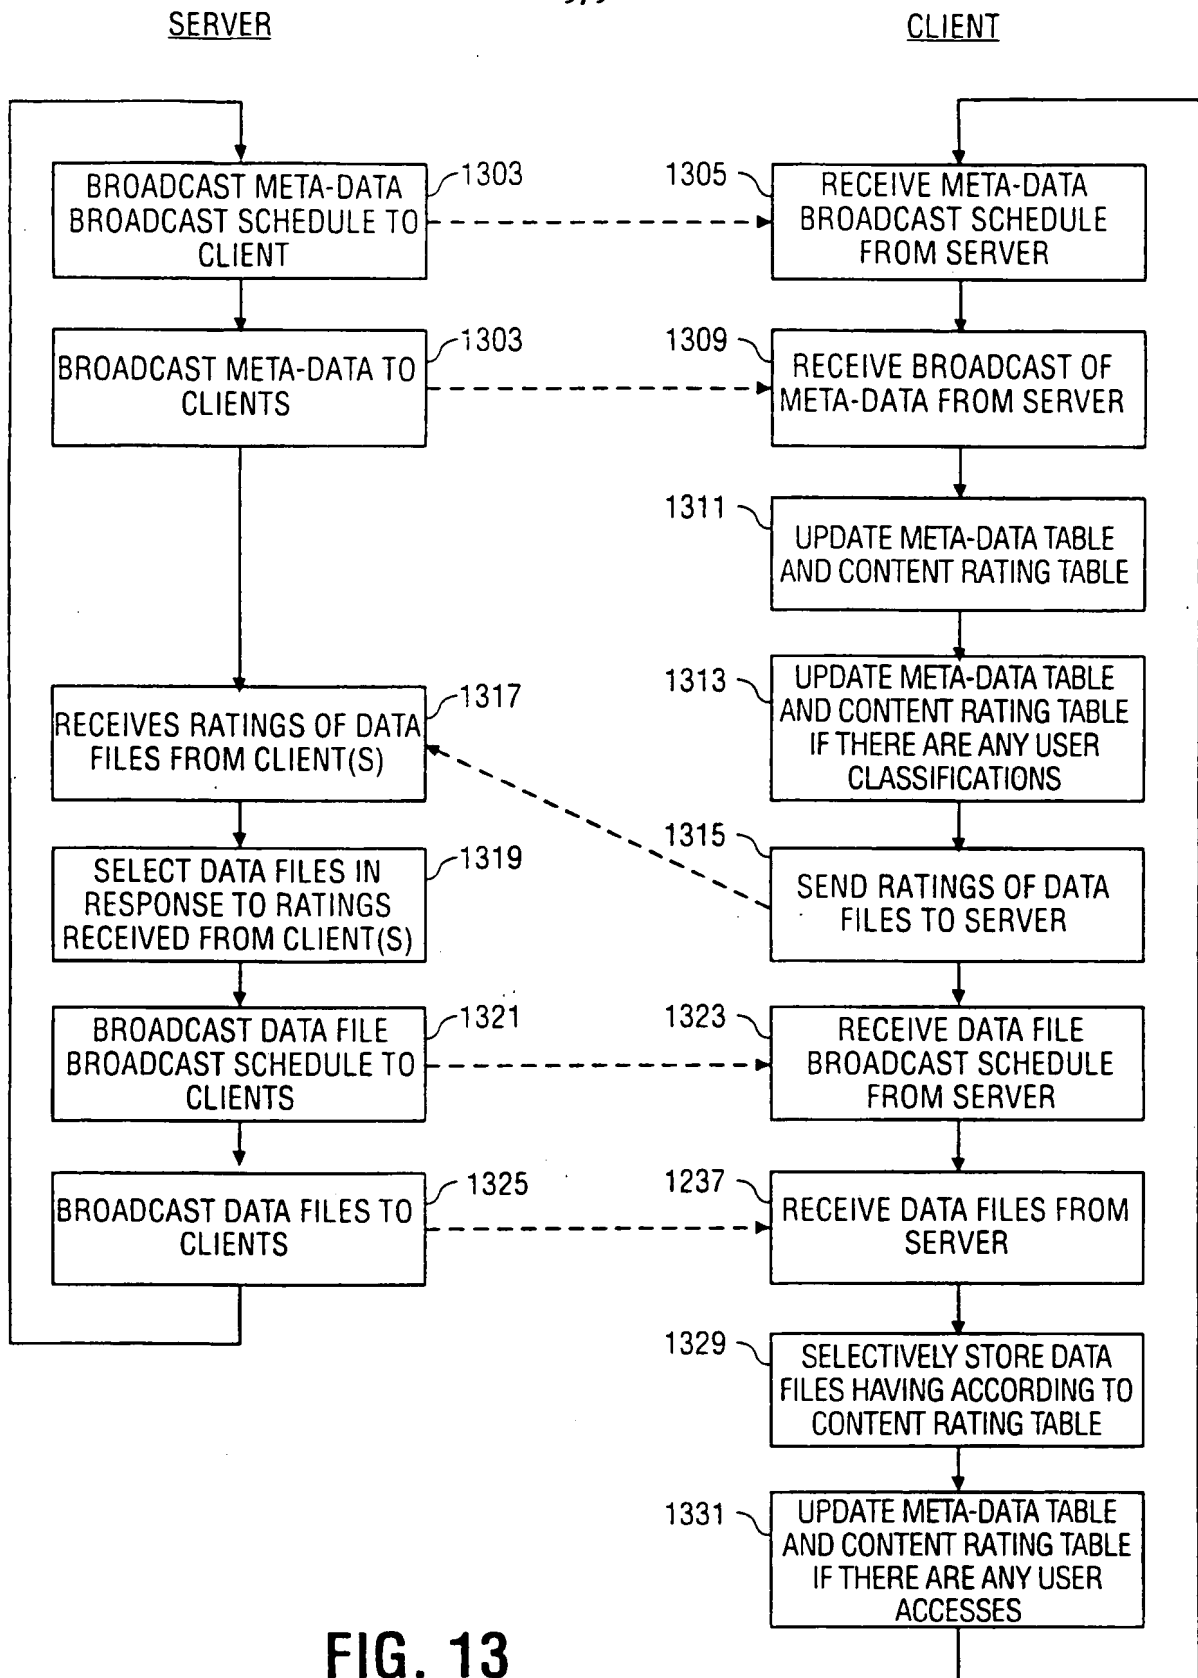 SERVER
CLIENT
BROADCAST META-DATA
BROADCAST SCHEDULE TO
CLIENT
1303
1305
RECEIVE META-DATA
BROADCAST SCHEDULE
FROM SERVER
BROADCAST META-DATA TO
CLIENTS
1303
1309
RECEIVE BROADCAST OF
META-DATA FROM SERVER
1311
UPDATE META-DATA TABLE
AND CONTENT RATING TABLE
1313
UPDATE META-DATA TABLE
AND CONTENT RATING TABLE
IF THERE ARE ANY USER
CLASSIFICATIONS
RECEIVES RATINGS OF DATA
FILES FROM CLIENT(S)
1317
1315
SEND RATINGS OF DATA
FILES TO SERVER
SELECT DATA FILES IN
RESPONSE TO RATINGS
RECEIVED FROM CLIENT(S)
1319
BROADCAST DATA FILE
BROADCAST SCHEDULE TO
CLIENTS
1321
1323
RECEIVE DATA FILE
BROADCAST SCHEDULE
FROM SERVER
BROADCAST DATA FILES TO
CLIENTS
1325
1237
RECEIVE DATA FILES FROM
SERVER
1329
SELECTIVELY STORE DATA
FILES HAVING ACCORDING TO
CONTENT RATING TABLE
1331
UPDATE META-DATA TABLE
AND CONTENT RATING TABLE
IF THERE ARE ANY USER
ACCESSES
FIG. 13